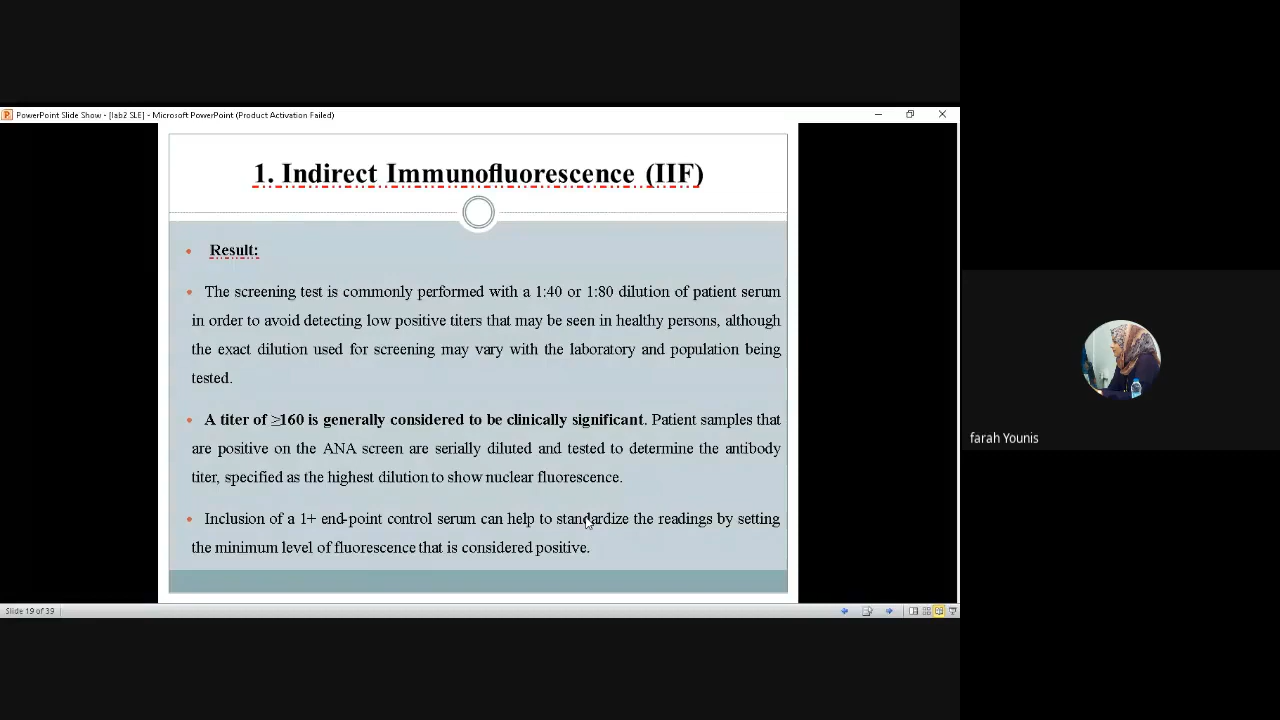 PowerPoint Slide Show - [lab2 SLE] - Microsoft PowerPoint (Product Activation Failed)
1. Indirect Immunofluorescence (IIF)
• Result:
• The screening test is commonly performed with a 1:40 or 1:80 dilution of patient serum
in order to avoid detecting low positive titers that may be seen in healthy persons, although
the exact dilution used for screening may vary with the laboratory and population being
tested.
• A titer of ≥160 is generally considered to be clinically significant. Patient samples that
are positive on the ANA screen are serially diluted and tested to determine the antibody
titer, specified as the highest dilution to show nuclear fluorescence.
• Inclusion of a 1+ end-point control serum can help to standardize the readings by setting
the minimum level of fluorescence that is considered positive.
farah Younis
Slide 19 of 39